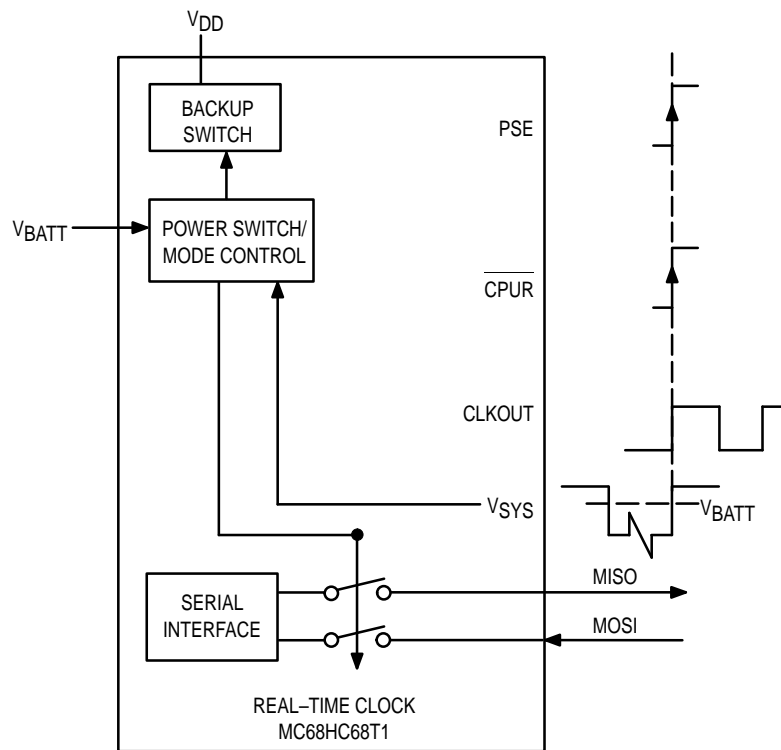 VDD
BACKUP
SWITCH
PSE
VBATT
POWER SWITCH/
MODE CONTROL
CPUR
CLKOUT
VSYS
VBATT
MISO
SERIAL
INTERFACE
MOSI
REAL–TIME CLOCK
MC68HC68T1